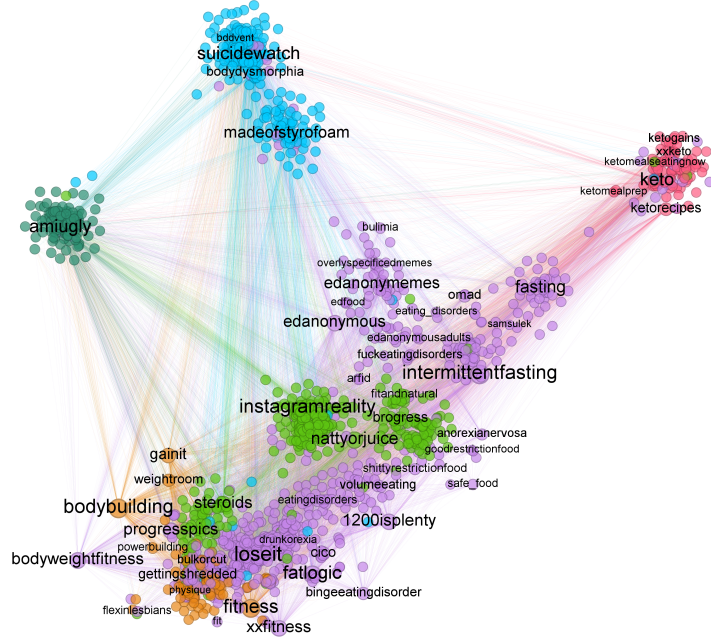 bddvent
suicidewatch
bodydysmorphia
madeofstyrofoam
ketogains
xxketo
ketomealseatingnow
keto
ketomealprep
ketorecipes
amiugly
bulimia
overlyspecificedmemes
edanonymemes
fasting
edfood
omad
eating_disorders
edanonymous
samsulek
edanonymousadults
fuckeatingdisorders
intermittentfasting
arfid
fitandnatural
instagramreality
brogress
nattyorjuice
anorexianervosa
goodrestrictionfood
gainit
shittyrestrictionfood
weightroom
volumeeating
safe_food
eatingdisorders
steroids
bodybuilding
1200isplenty
progresspics
drunkorexia
powerbuilding
loseit
cico
bodyweightfitness
bulkorcut
gettingshredded
fatlogic
physique
bingeeatingdisorder
flexinlesbians
fitness
fit
xxfitness